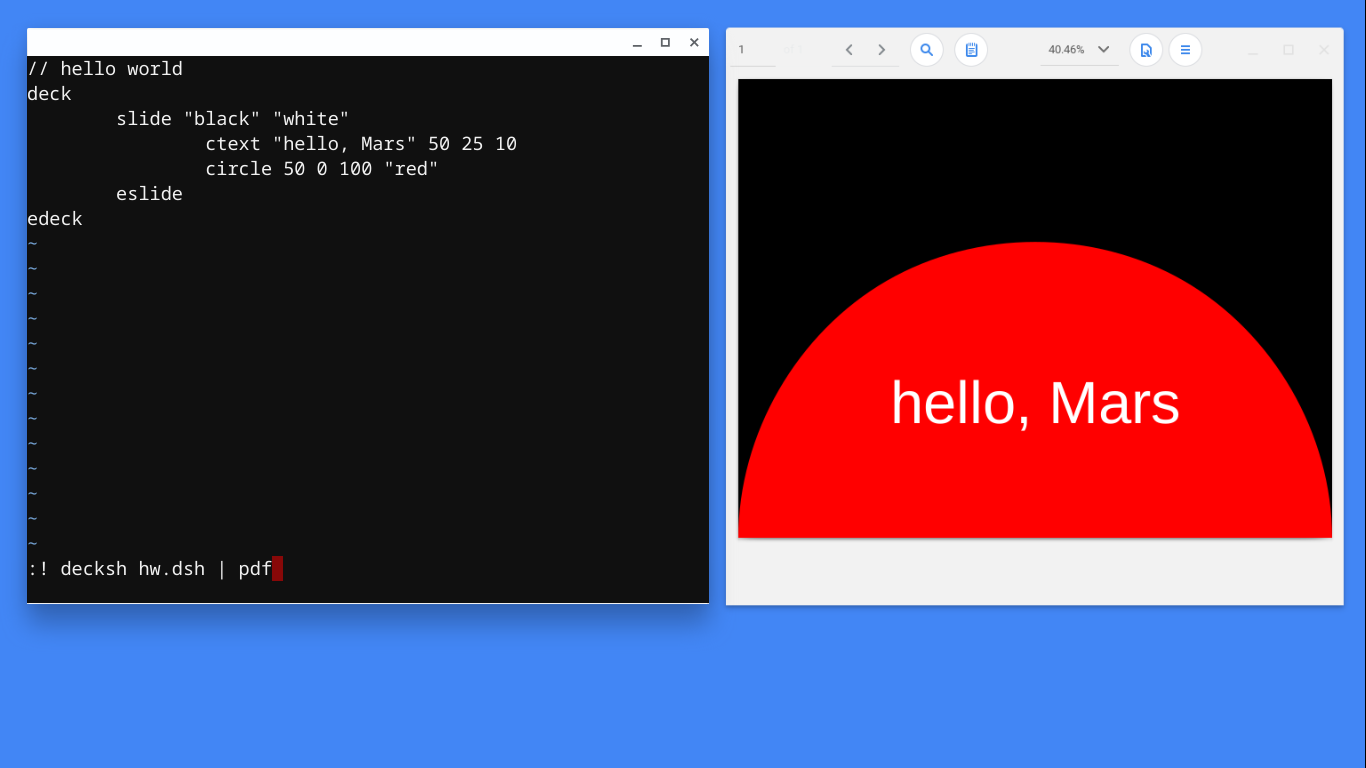 // hello world
deck
slide "black" "white"
ctext "hello, Mars" 50 25 10
circle 50 0 100 "red"
eslide
edeck
~
~
~
~
~
~
~
~
~
~
~
~
~
:! decksh hw.dsh | pdf
1
40.46%
hello, Mars